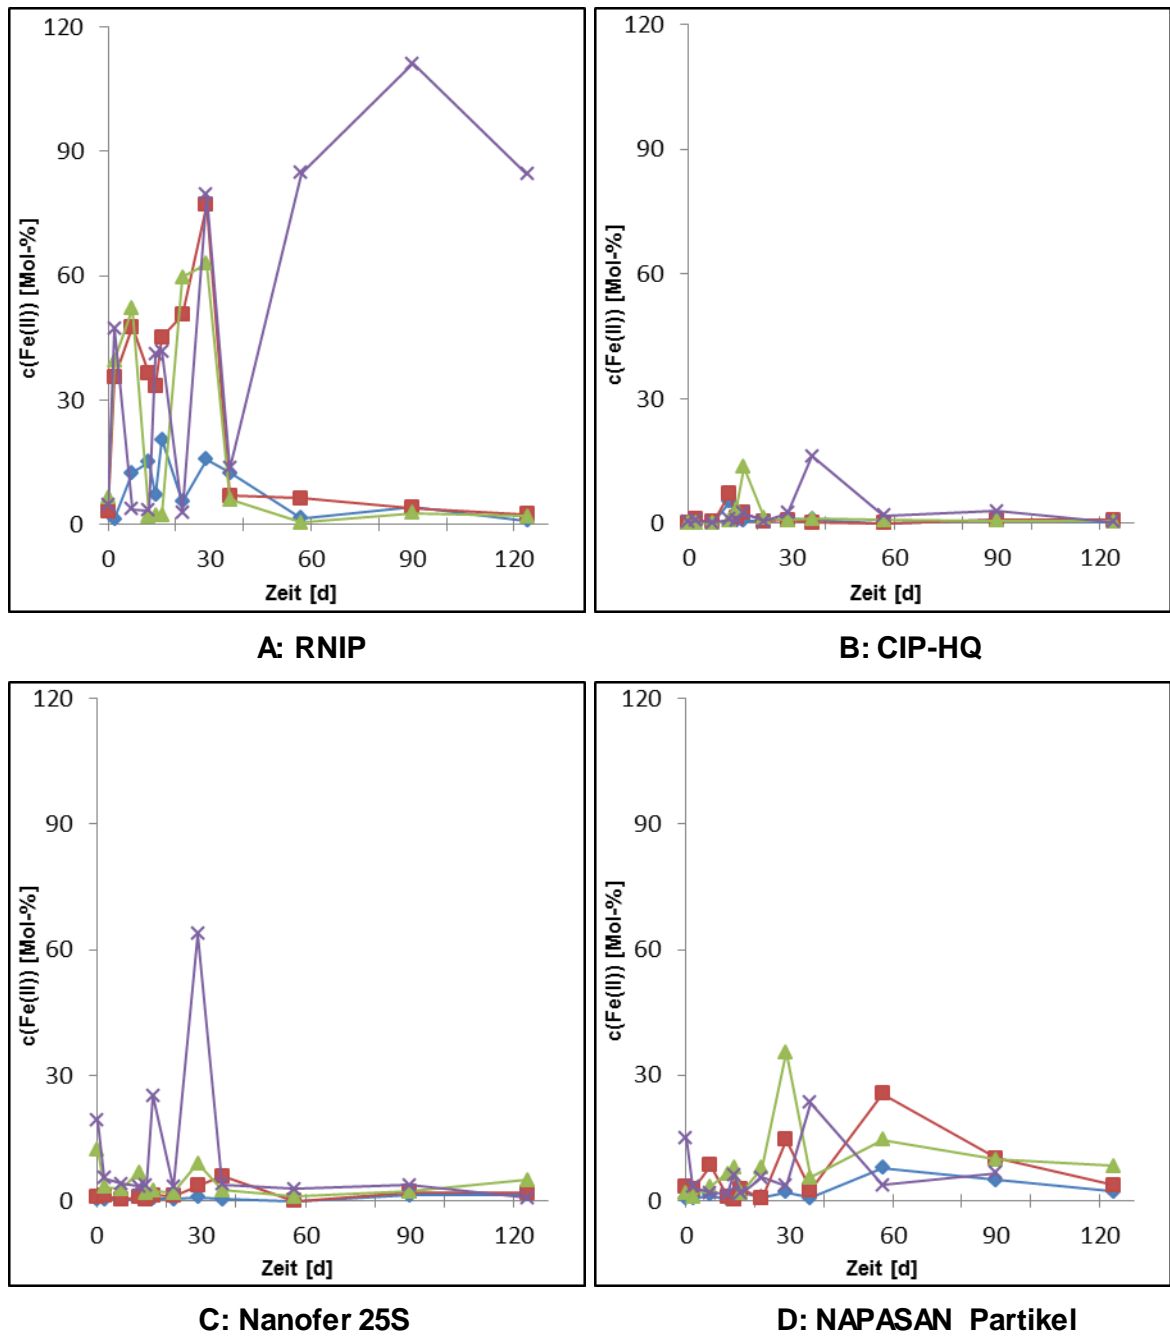 120
90
60
30
0
c(Fe(II)) [Mol-%]
0 30 60 90 120
Zeit [d]
A: RNIP
120
90
60
30
0
c(Fe(II)) [Mol-%]
0 30 60 90 120
Zeit [d]
B: CIP-HQ
120
90
60
30
0
c(Fe(II)) [Mol-%]
0 30 60 90 120
Zeit [d]
C: Nanofer 25S
120
90
60
30
0
c(Fe(II)) [Mol-%]
0 30 60 90 120
Zeit [d]
D: NAPASAN Partikel